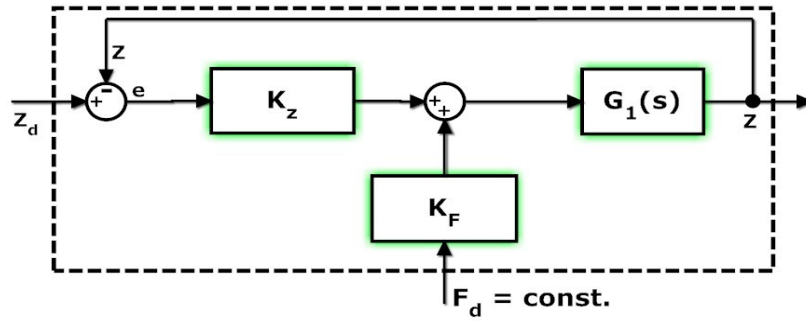 z
-
+
e
K_z
+
+
G_1(s)
z_d
z
K_F
F_d = const.